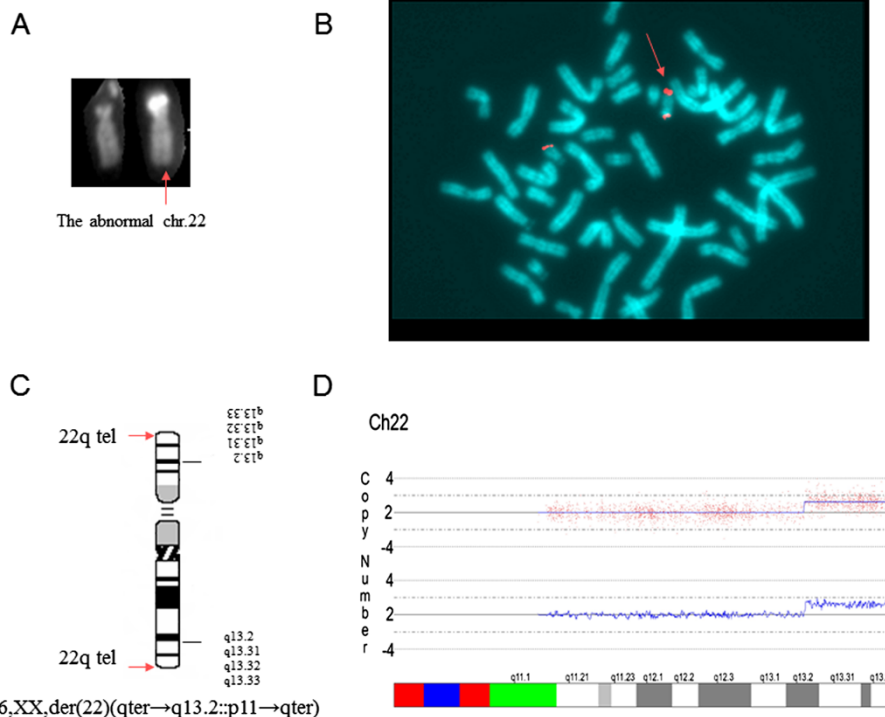 A
B
The abnormal chr.22
C
D
22q tel
q13.33
q13.32
q13.31
q13.2
Ch22
22q tel
q13.2
q13.31
q13.32
q13.33
6,XX,der(22)(qter→q13.2::p11→qter)
Copy Number
4
2
-4
4
2
-4
q11.1 q11.21 q11.23 q12.1 q12.2 q12.3 q13.1 q13.2 q13.31 q13.